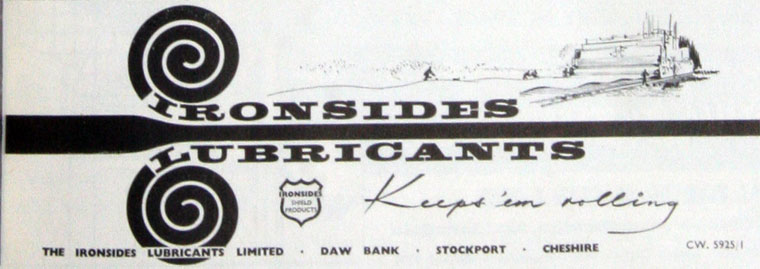 IRONSIDES
LUBRICANTS
IRONSIDES
SHIELD
PRODUCTS
Keeps 'em rolling
THE IRONSIDES LUBRICANTS LIMITED · DAW BANK · STOCKPORT · CHESHIRE
CW. 5925/1